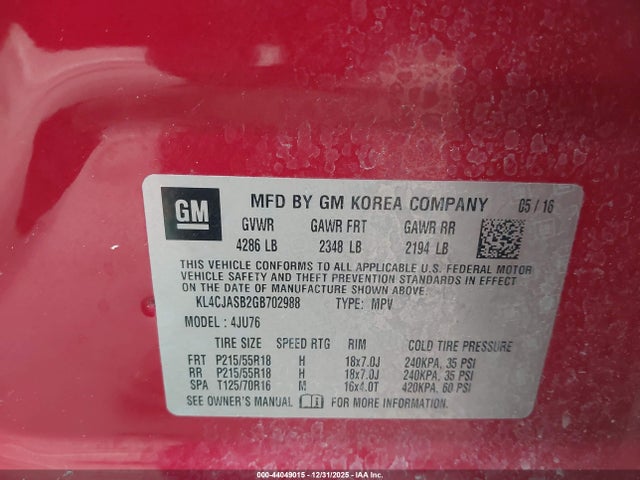 GM
MFD BY GM KOREA COMPANY 05 / 16
GVWR GAWR FRT GAWR RR
4286 LB 2348 LB 2194 LB
THIS VEHICLE CONFORMS TO ALL APPLICABLE U.S. FEDERAL MOTOR
VEHICLE SAFETY AND THEFT PREVENTION STANDARDS IN EFFECT
ON THE DATE OF MANUFACTURE SHOWN ABOVE.
KL4CJASB2GB702988 TYPE: MPV
MODEL : 4JU76
TIRE SIZE SPEED RTG RIM COLD TIRE PRESSURE
FRT P215/55R18 H 18x7.0J 240KPA, 35 PSI
RR P215/55R18 H 18x7.0J 240KPA, 35 PSI
SPA T125/70R16 M 16x4.0T 420KPA, 60 PSI
SEE OWNER'S MANUAL FOR MORE INFORMATION.
000-44049015 - 12/31/2025 - IAA Inc.